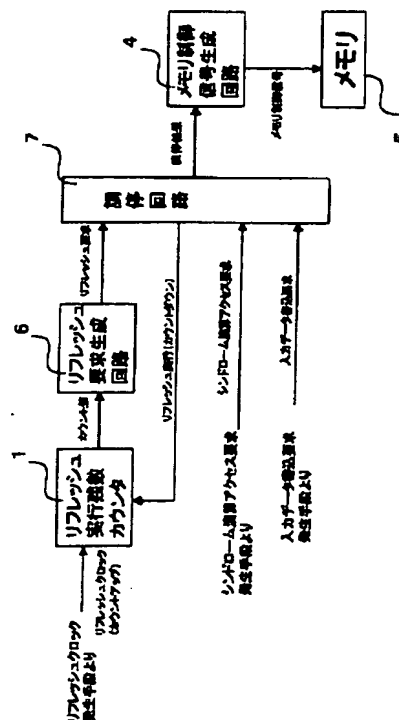 リフレッシュクロック
発生手段より
リフレッシュクロック
(カウントアップ)
1
リフレッシュ
実行残数
カウンタ
カウント値
6
リフレッシュ
要求生成
回路
リフレッシュ要求
リフレッシュ実行(カウントダウン)
シンドローム演算アクセス要求
発生手段より
シンドローム演算アクセス要求
入力データ書込要求
発生手段より
入力データ書込要求
7
調停回路
調停結果
4
メモリ制御
信号生成
回路
メモリ制御信号
メモリ
5